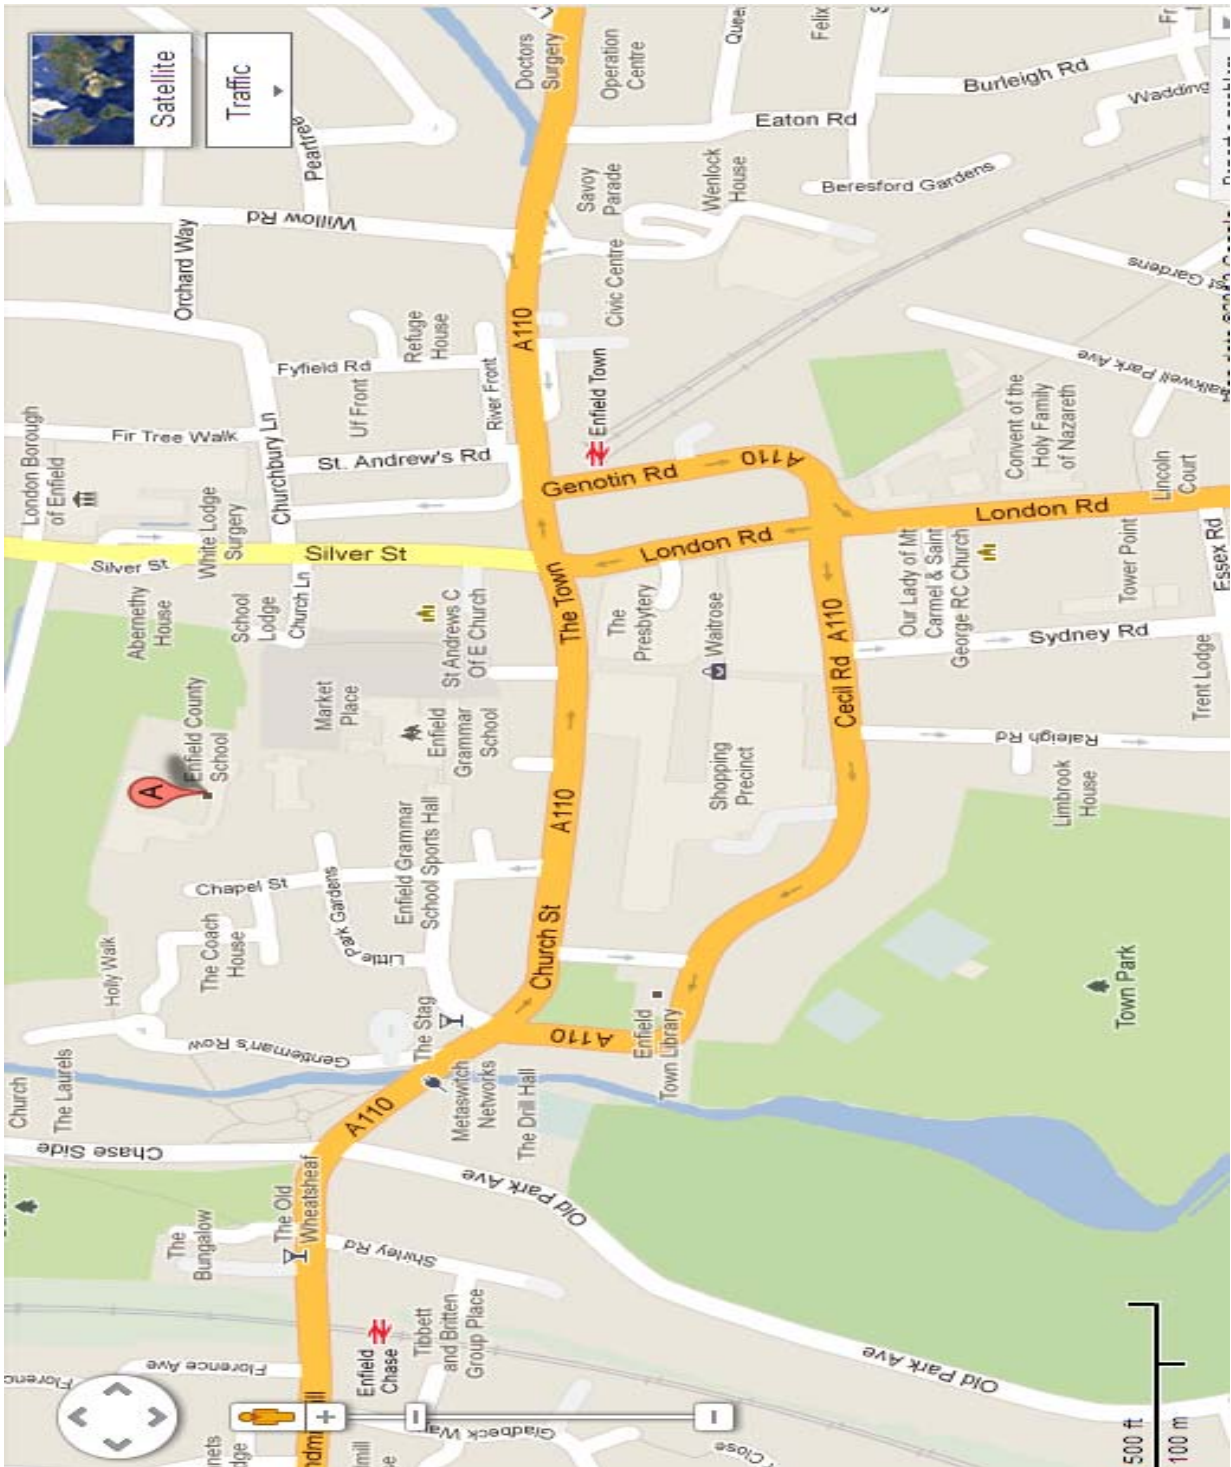 Church
The Laurels
Chase Side
Holly Walk
Gentleman's Row
The Coach
House
Chapel St
Little Park Gardens
A
Enfield County
School
Abernethy
House
School
Lodge
Church Ln
Silver St
White Lodge
Surgery
Silver St
London Borough
of Enfield
Fir Tree Walk
Churchbury Ln
Orchard Way
Willow Rd
Peartree
Satellite
Traffic
Florence Ave
The
Bungalow
The Old
Wheatsheaf
Shirley Rd
Enfield
Chase
Tibbett
and Britten
Group Place
Gladbeck Wa
A110
The Stag
Metaswitch
Networks
The Drill Hall
Old Park Ave
Old Park Ave
Enfield Grammar
School Sports Hall
Market
Place
Enfield
Grammar
School
St Andrews C
Of E Church
St. Andrew's Rd
Uf Front
Fyfield Rd
Refuge
House
River Front
Church St
A110
The Town
A110
Doctors
Surgery
Operation
Centre
Savoy
Parade
Civic Centre
Enfield Town
Genotin Rd
A110
A110
Enfield
Town Library
Shopping
Precinct
Waitrose
The
Presbytery
London Rd
Wenlock
House
Eaton Rd
Beresford Gardens
Burleigh Rd
Felix
Wadding
Cecil Rd
A110
London Rd
Our Lady of Mt
Carmel & Saint
George RC Church
Convent of the
Holy Family
of Nazareth
Park Ave
Gardens
Sydney Rd
Raleigh Rd
Limbrook
House
Tower Point
Lincoln
Court
Trent Lodge
Essex Rd
Town Park
500 ft
100 m